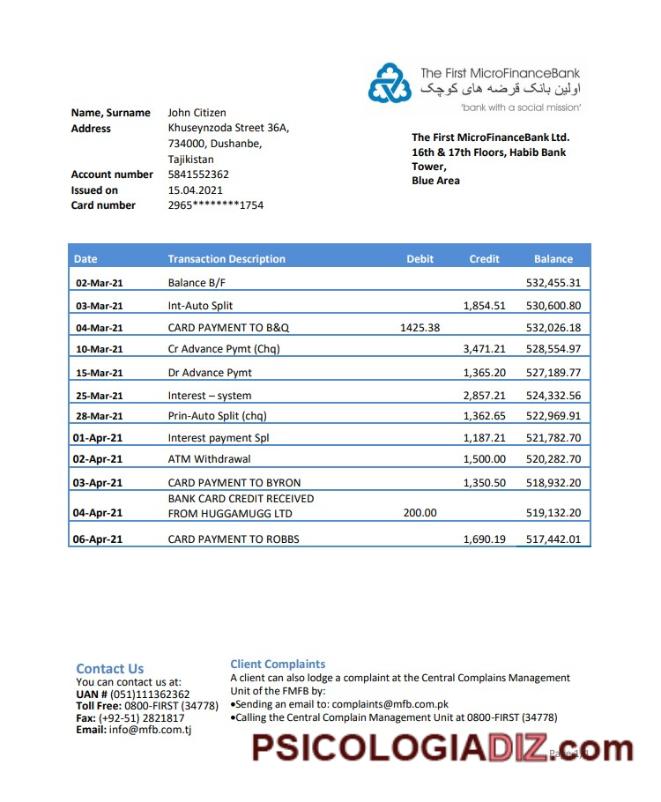 The First MicroFinanceBank
اولین بانک قرضه های کوچک
'bank with a social mission'
Name, Surname John Citizen
Address Khuseynzoda Street 36A,
734000, Dushanbe,
Tajikistan
Account number 5841552362
Issued on 15.04.2021
Card number 2965********1754
The First MicroFinanceBank Ltd.
16th & 17th Floors, Habib Bank
Tower,
Blue Area
Date Transaction Description Debit Credit Balance
02-Mar-21 Balance B/F 532,455.31
03-Mar-21 Int-Auto Split 1,854.51 530,600.80
04-Mar-21 CARD PAYMENT TO B&Q 1425.38 532,026.18
10-Mar-21 Cr Advance Pymt (Chq) 3,471.21 528,554.97
15-Mar-21 Dr Advance Pymt 1,365.20 527,189.77
25-Mar-21 Interest – system 2,857.21 524,332.56
28-Mar-21 Prin-Auto Split (chq) 1,362.65 522,969.91
01-Apr-21 Interest payment Spl 1,187.21 521,782.70
02-Apr-21 ATM Withdrawal 1,500.00 520,282.70
03-Apr-21 CARD PAYMENT TO BYRON 1,350.50 518,932.20
BANK CARD CREDIT RECEIVED
04-Apr-21 FROM HUGGAMUGG LTD 200.00 519,132.20
06-Apr-21 CARD PAYMENT TO ROBBS 1,690.19 517,442.01
Contact Us
You can contact us at:
UAN # (051)111362362
Toll Free: 0800-FIRST (34778)
Fax: (+92-51) 2821817
Email: info@mfb.com.tj
Client Complaints
A client can also lodge a complaint at the Central Complaints Management
Unit of the FMFB by:
•Sending an email to: complaints@mfb.com.pk
•Calling the Central Complain Management Unit at 0800-FIRST (34778)
PSICOLOGIADIZ.com